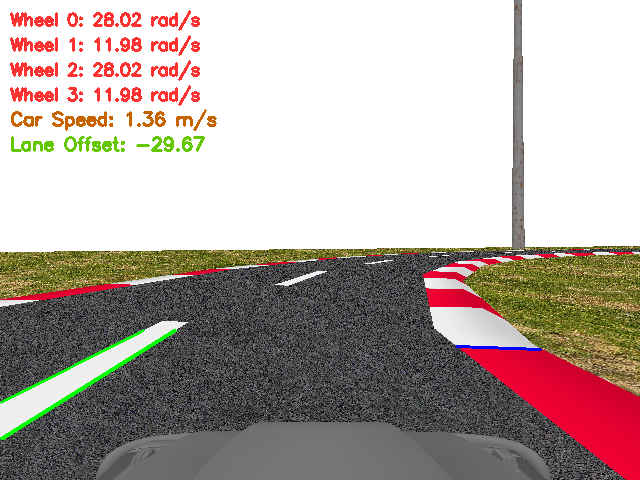 Wheel 0: 28.02 rad/s
Wheel 1: 11.98 rad/s
Wheel 2: 28.02 rad/s
Wheel 3: 11.98 rad/s
Car Speed: 1.36 m/s
Lane Offset: -29.67